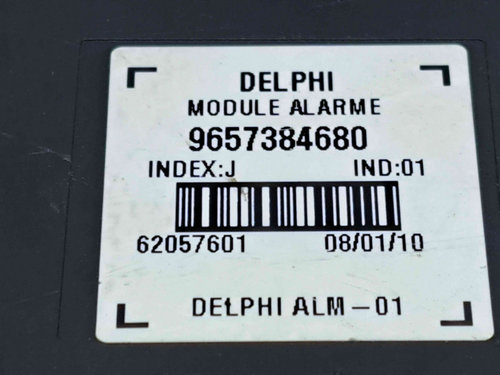 DELPHI
MODULE ALARME
9657384680
INDEX:J IND:01
62057601 08/01/10
DELPHI ALM-01